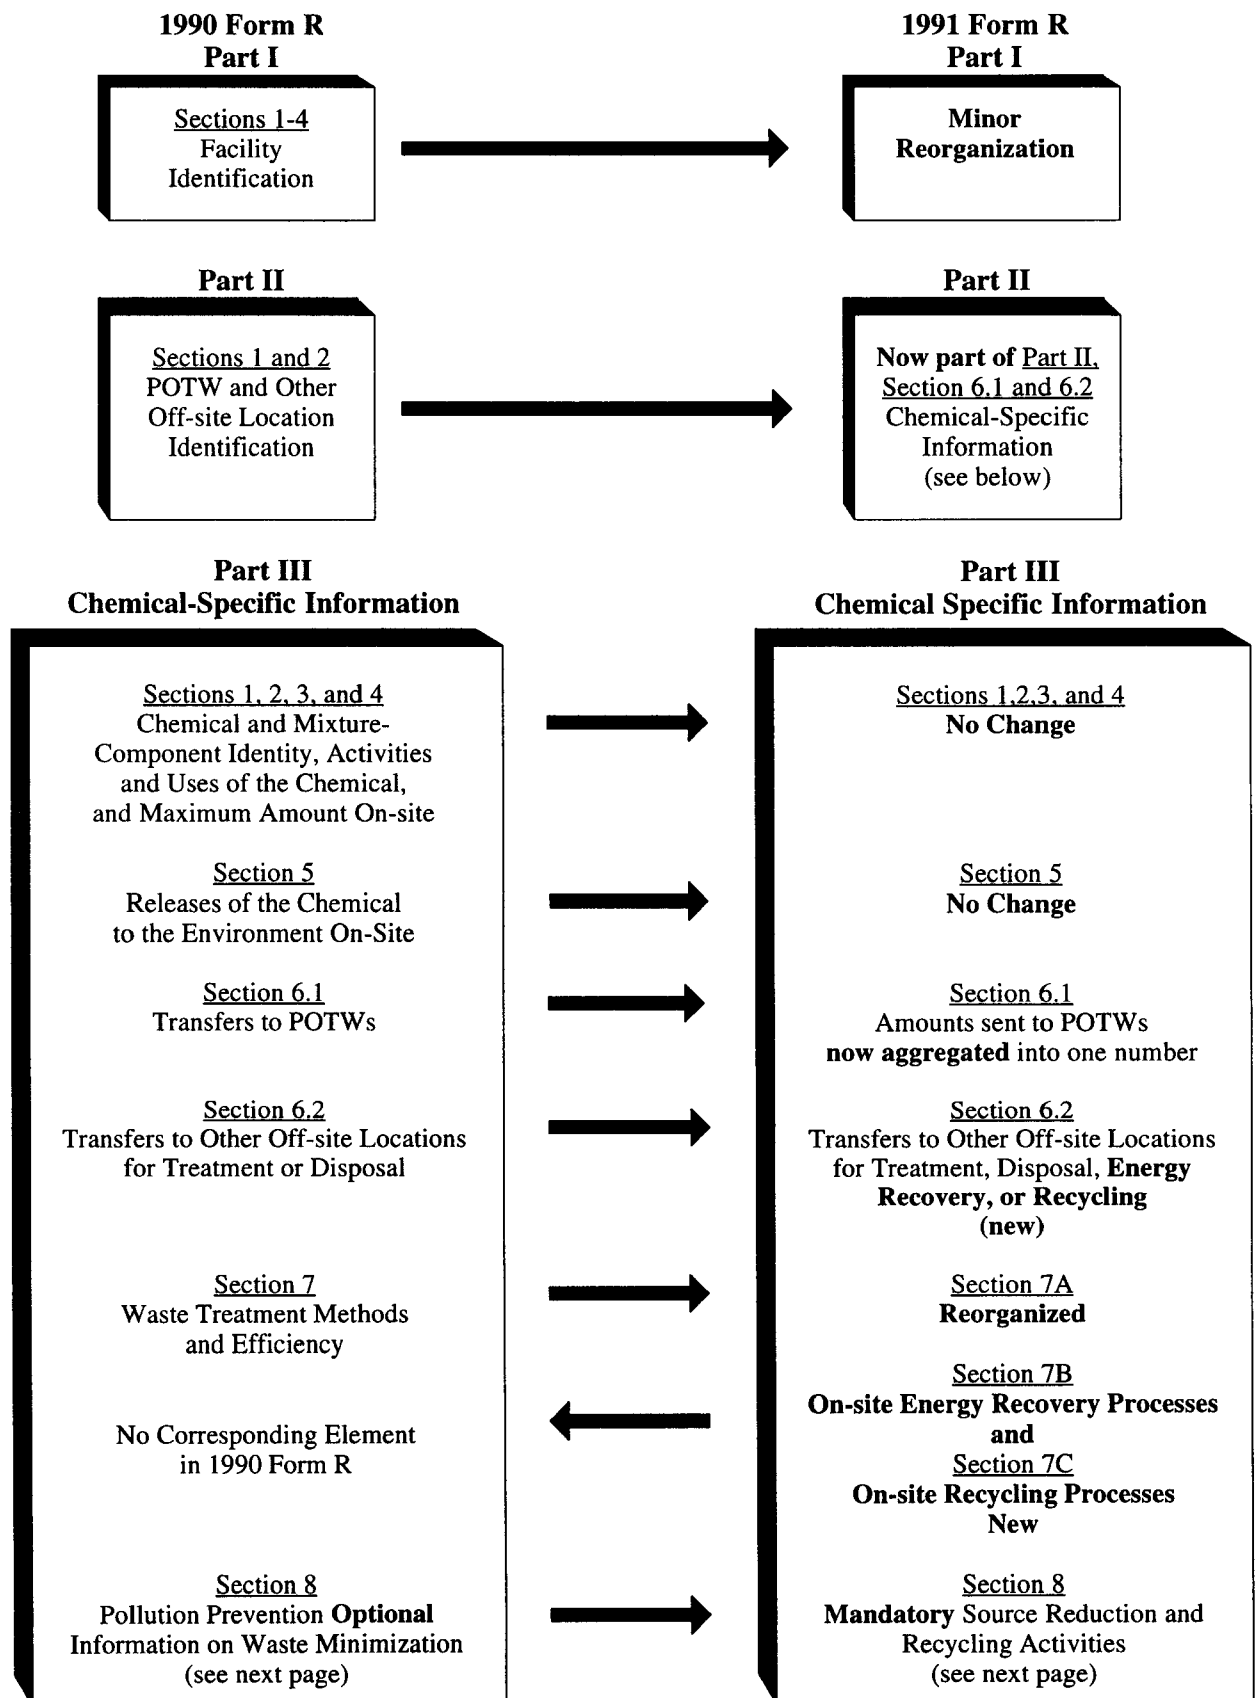 1990 Form R
Part I
1991 Form R
Part I
Sections 1-4
Facility
Identification
Minor
Reorganization
Part II
Part II
Sections 1 and 2
POTW and Other
Off-site Location
Identification
Now part of Part II,
Section 6.1 and 6.2
Chemical-Specific
Information
(see below)
Part III
Chemical-Specific Information
Part III
Chemical Specific Information
Sections 1, 2, 3, and 4
Chemical and Mixture-
Component Identity, Activities
and Uses of the Chemical,
and Maximum Amount On-site
Sections 1,2,3, and 4
No Change
Section 5
Releases of the Chemical
to the Environment On-Site
Section 5
No Change
Section 6.1
Transfers to POTWs
Section 6.1
Amounts sent to POTWs
now aggregated into one number
Section 6.2
Transfers to Other Off-site Locations
for Treatment or Disposal
Section 6.2
Transfers to Other Off-site Locations
for Treatment, Disposal, Energy
Recovery, or Recycling
(new)
Section 7
Waste Treatment Methods
and Efficiency
Section 7A
Reorganized
No Corresponding Element
in 1990 Form R
Section 7B
On-site Energy Recovery Processes
and
Section 7C
On-site Recycling Processes
New
Section 8
Pollution Prevention Optional
Information on Waste Minimization
(see next page)
Section 8
Mandatory Source Reduction and
Recycling Activities
(see next page)